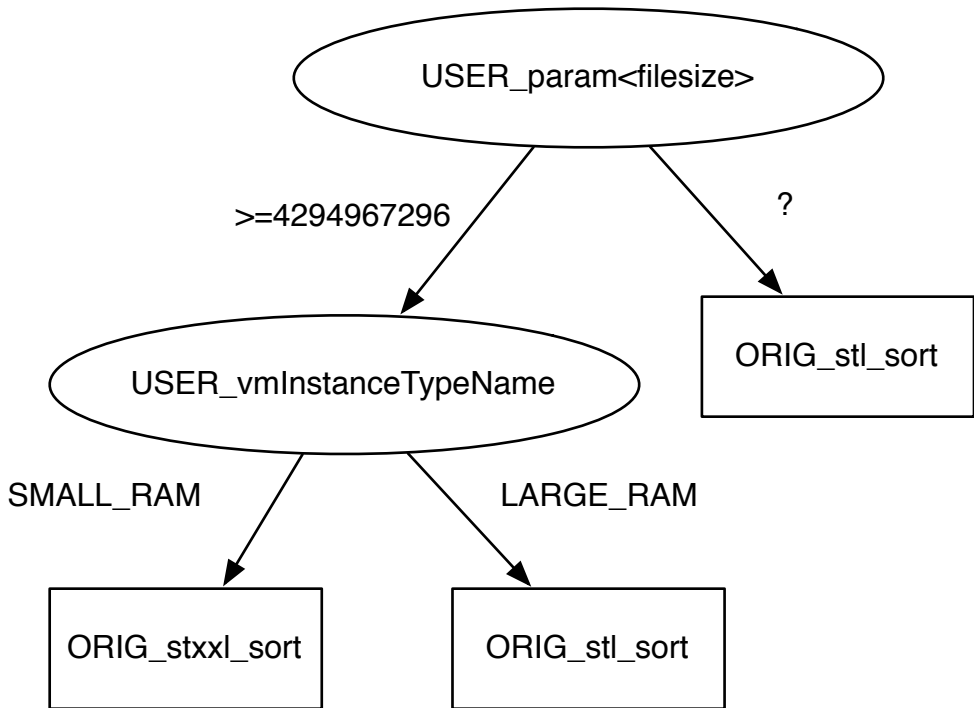 USER_param<filesize>
>=4294967296
?
ORIG_stl_sort
USER_vmInstanceTypeName
SMALL_RAM
LARGE_RAM
ORIG_stxxl_sort
ORIG_stl_sort